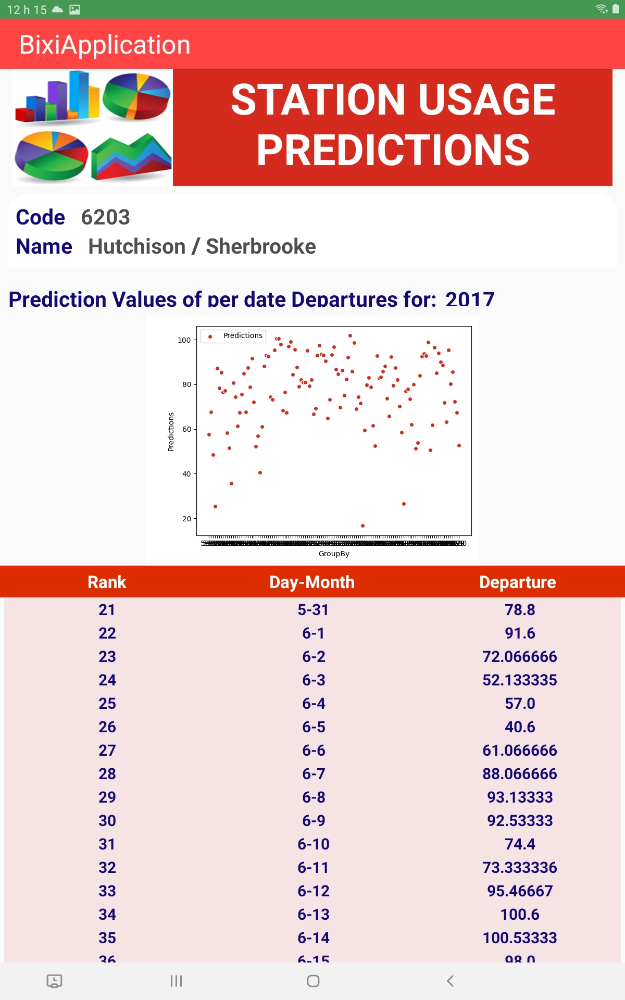 12 h 15
BixiApplication
STATION USAGE
PREDICTIONS
Code 6203
Name Hutchison / Sherbrooke
Prediction Values of per date Departures for: 2017
Predictions
100
80
60
40
20
Predictions
GroupBy
Rank Day-Month Departure
21 5-31 78.8
22 6-1 91.6
23 6-2 72.066666
24 6-3 52.133335
25 6-4 57.0
26 6-5 40.6
27 6-6 61.066666
28 6-7 88.066666
29 6-8 93.13333
30 6-9 92.53333
31 6-10 74.4
32 6-11 73.333336
33 6-12 95.46667
34 6-13 100.6
35 6-14 100.53333
36 6-15 98.0